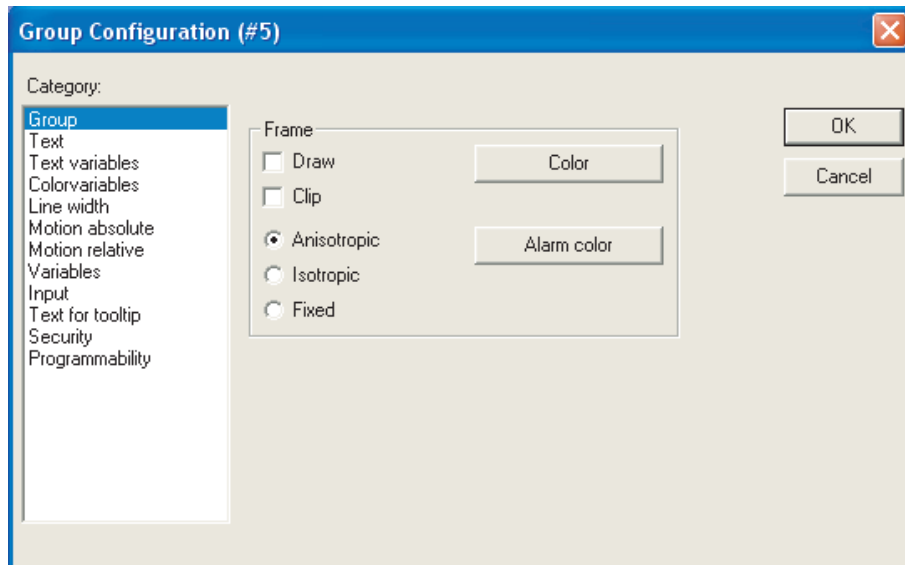 Group Configuration (#5)
Category:
Group
Text
Text variables
Colorvariables
Line width
Motion absolute
Motion relative
Variables
Input
Text for tooltip
Security
Programmability
Frame
Draw
Clip
Anisotropic
Isotropic
Fixed
Color
Alarm color
OK
Cancel